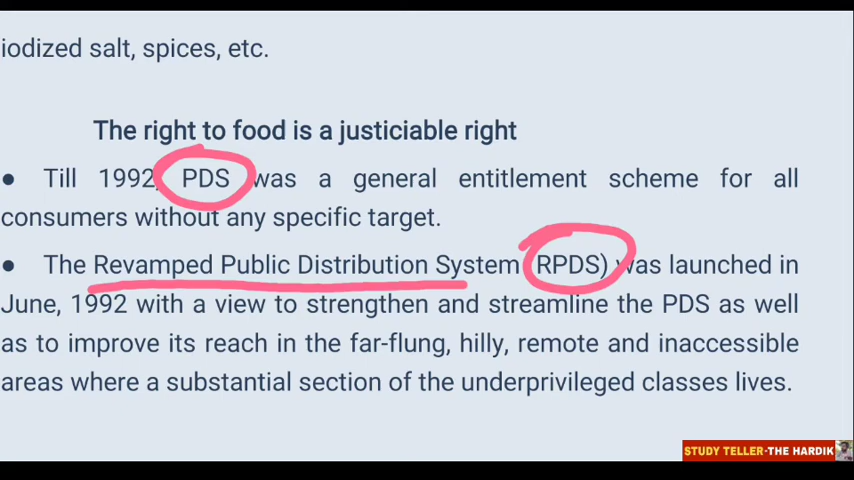 iodized salt, spices, etc.
The right to food is a justiciable right
● Till 1992, PDS was a general entitlement scheme for all
consumers without any specific target.
● The Revamped Public Distribution System (RPDS) was launched in
June, 1992 with a view to strengthen and streamline the PDS as well
as to improve its reach in the far-flung, hilly, remote and inaccessible
areas where a substantial section of the underprivileged classes lives.
STUDY TELLER-THE HARDIK